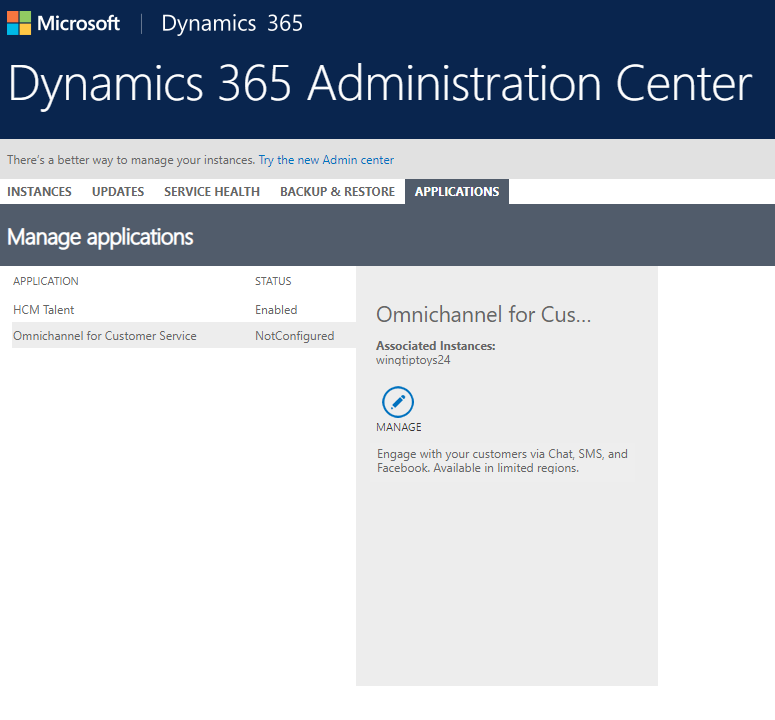 Microsoft | Dynamics 365
Dynamics 365 Administration Center
There's a better way to manage your instances. Try the new Admin center
INSTANCES UPDATES SERVICE HEALTH BACKUP & RESTORE APPLICATIONS
Manage applications
APPLICATION STATUS
HCM Talent Enabled
Omnichannel for Customer Service NotConfigured
Omnichannel for Cus...
Associated Instances:
wingtiptoys24
MANAGE
Engage with your customers via Chat, SMS, and
Facebook. Available in limited regions.